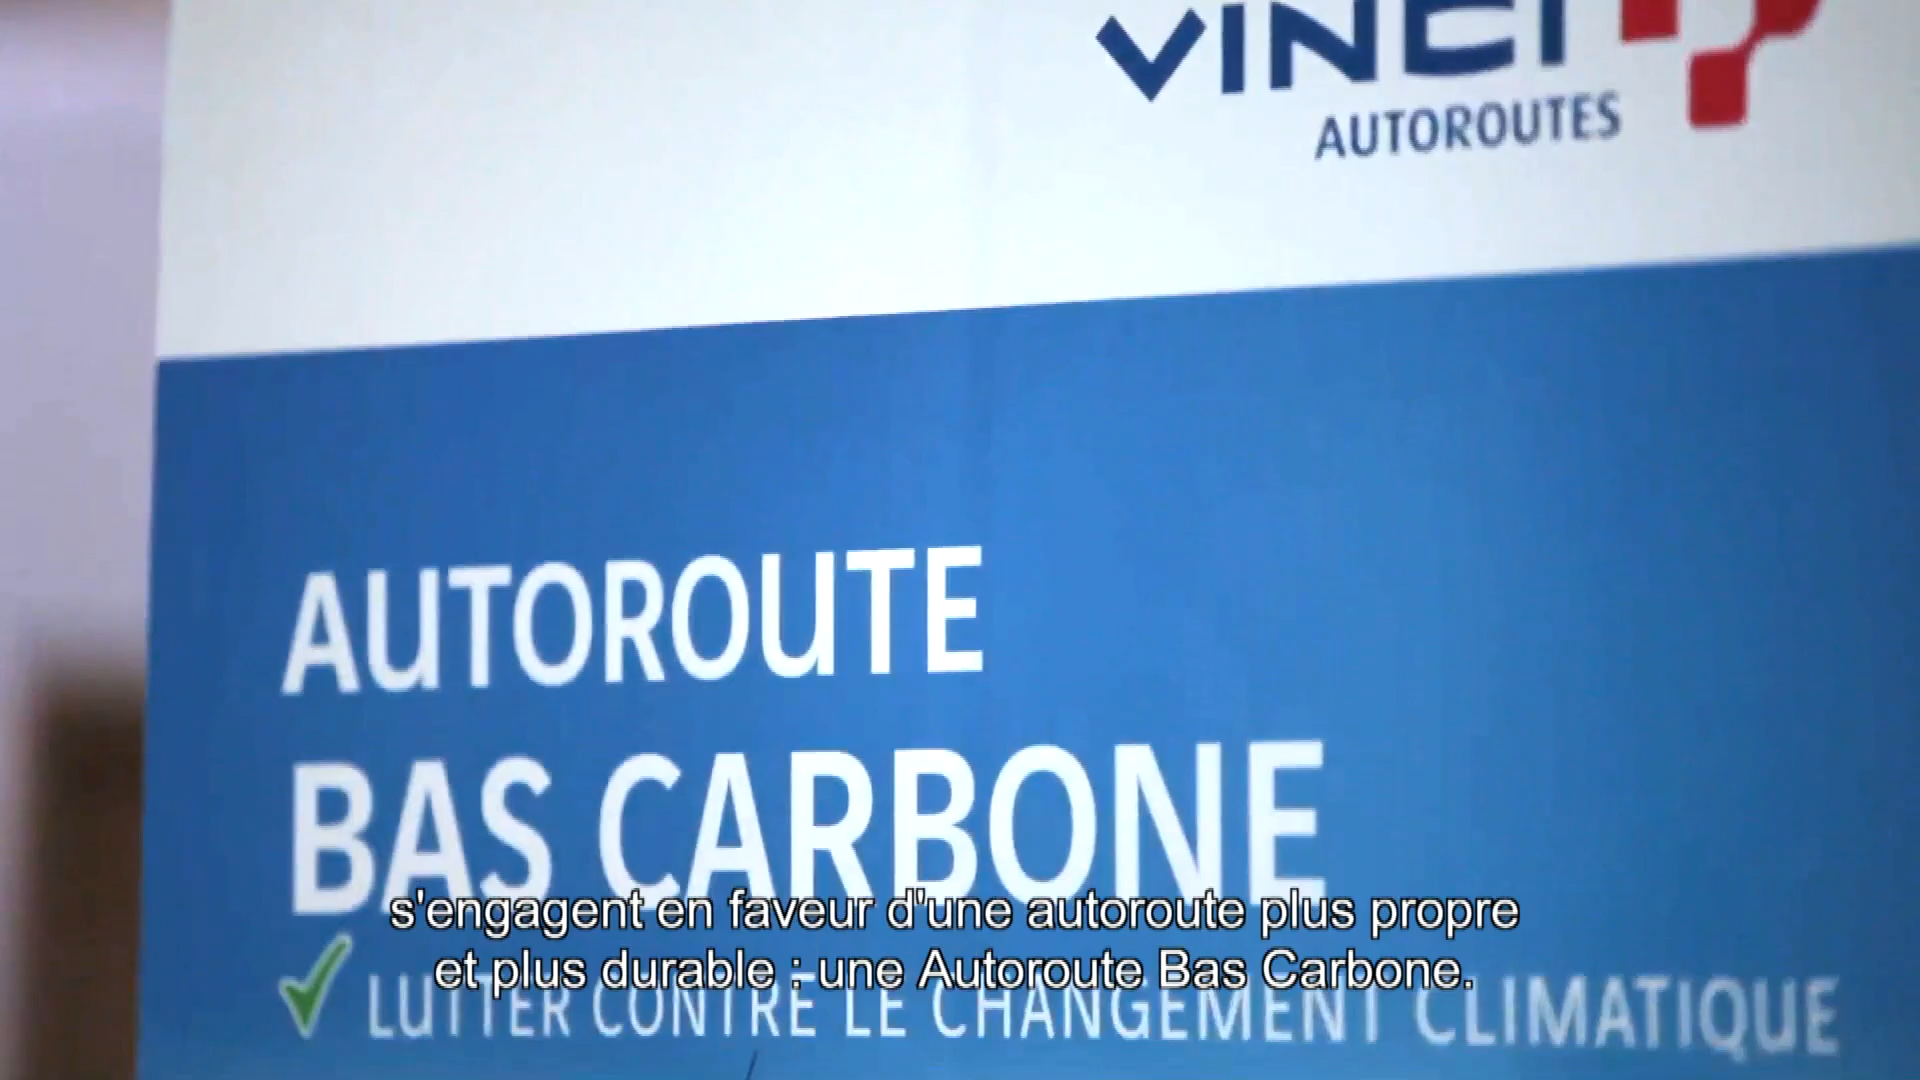 VINCI
AUTOROUTES
AUTOROUTE
BAS CARBONE
s'engagent en faveur d'une autoroute plus propre
et plus durable : une Autoroute Bas Carbone.
LUTTER CONTRE LE CHANGEMENT CLIMATIQUE